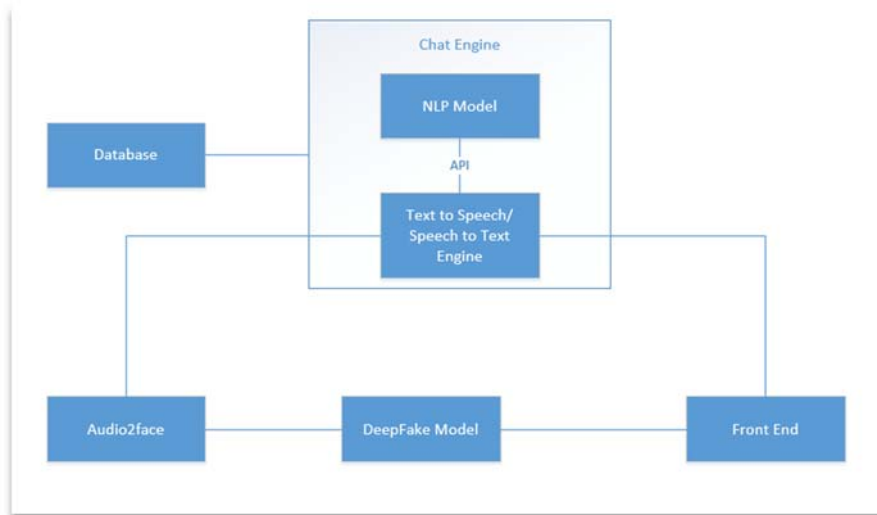 Chat Engine
NLP Model
Database
API
Text to Speech/
Speech to Text
Engine
Audio2face
DeepFake Model
Front End